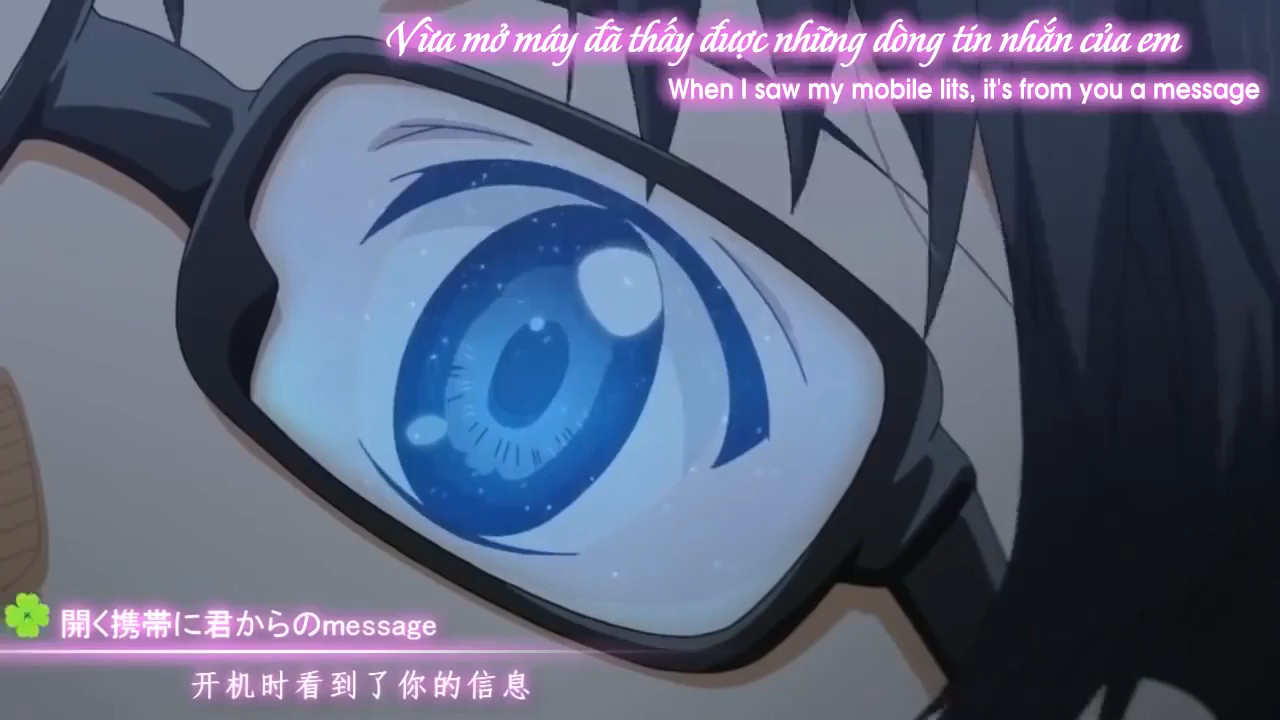 Vừa mở máy đã thấy được những dòng tin nhắn của em
When I saw my mobile lits, it's from you a message
開く携帯に君からのmessage
开机时看到了你的信息